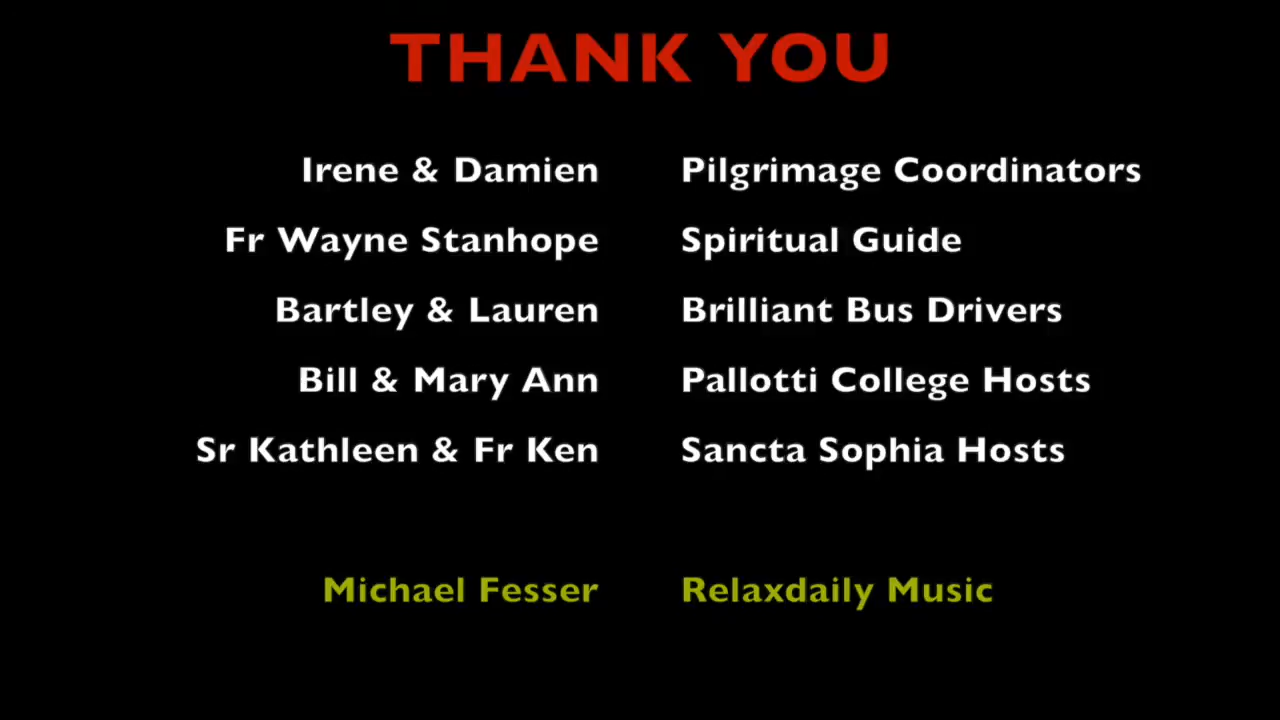 THANK YOU
Irene & Damien Pilgrimage Coordinators
Fr Wayne Stanhope Spiritual Guide
Bartley & Lauren Brilliant Bus Drivers
Bill & Mary Ann Pallotti College Hosts
Sr Kathleen & Fr Ken Sancta Sophia Hosts
Michael Fesser Relaxdaily Music